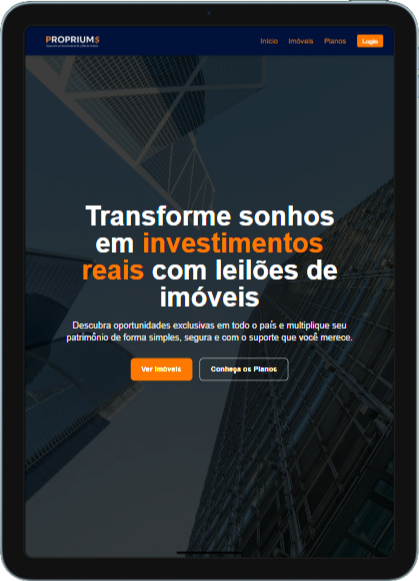 PROPRIUMS
Início Imóveis Planos Login
Transforme sonhos
em investimentos
reais com leilões de
imóveis
Descubra oportunidades exclusivas em todo o país e multiplique seu
patrimônio de forma simples, segura e com o suporte que você merece.
Ver Imóveis Conheça os Planos